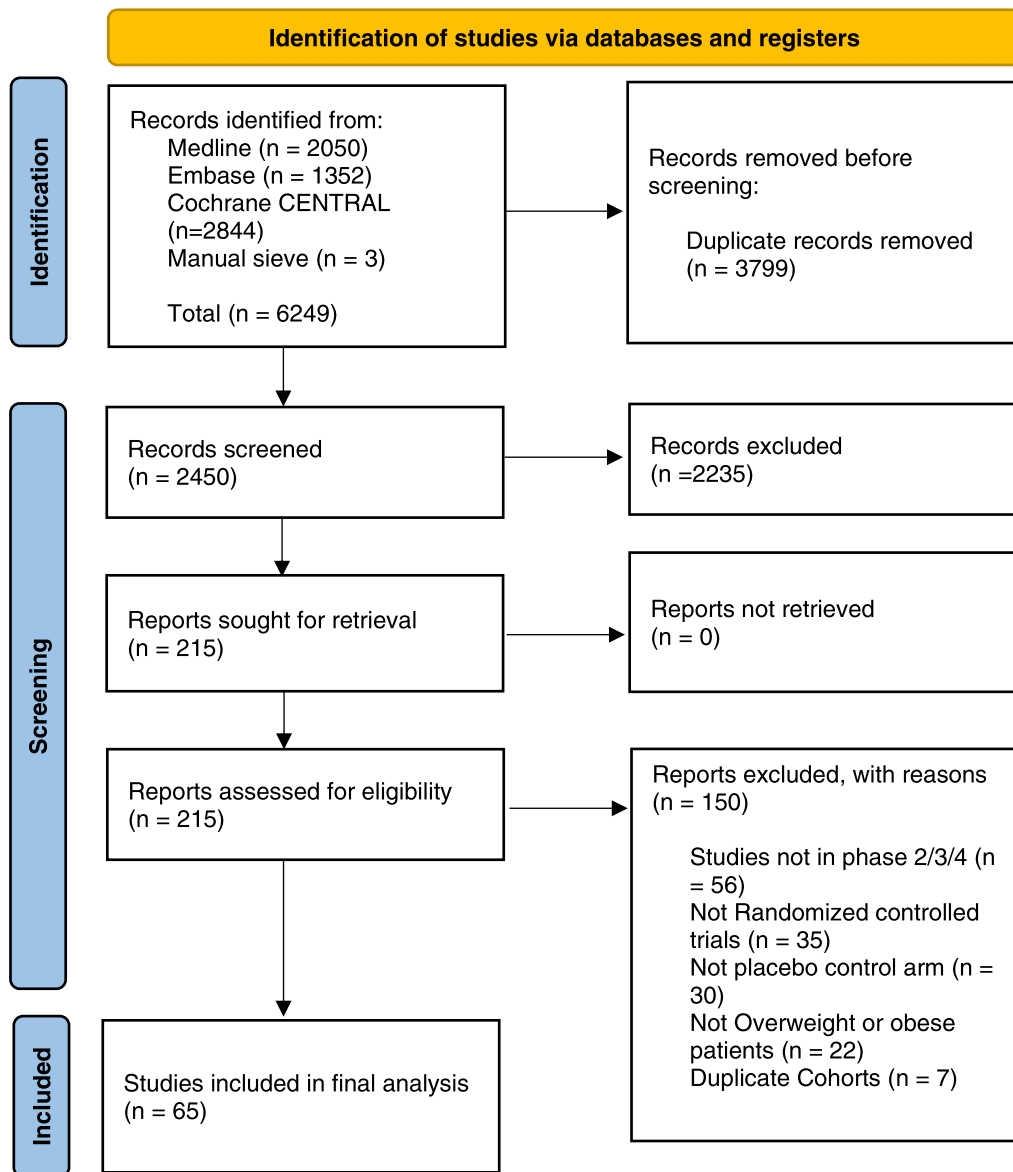 Identification of studies via databases and registers
Identification
Records identified from:
Medline (n = 2050)
Embase (n = 1352)
Cochrane CENTRAL
(n=2844)
Manual sieve (n = 3)
Total (n = 6249)
Records removed before
screening:
Duplicate records removed
(n = 3799)
Screening
Records screened
(n = 2450)
Records excluded
(n =2235)
Reports sought for retrieval
(n = 215)
Reports not retrieved
(n = 0)
Reports assessed for eligibility
(n = 215)
Reports excluded, with reasons
(n = 150)
Studies not in phase 2/3/4 (n
= 56)
Not Randomized controlled
trials (n = 35)
Not placebo control arm (n =
30)
Not Overweight or obese
patients (n = 22)
Duplicate Cohorts (n = 7)
Included
Studies included in final analysis
(n = 65)